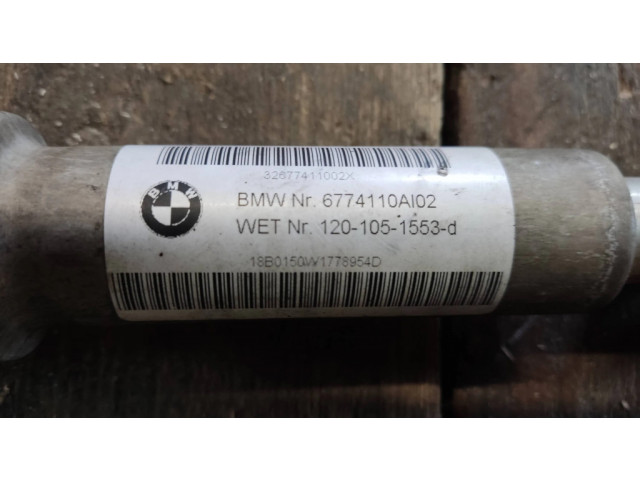 32677411002X
BMW
BMW Nr. 6774110AI02
WET Nr. 120-105-1553-d
18B0150W1778954D